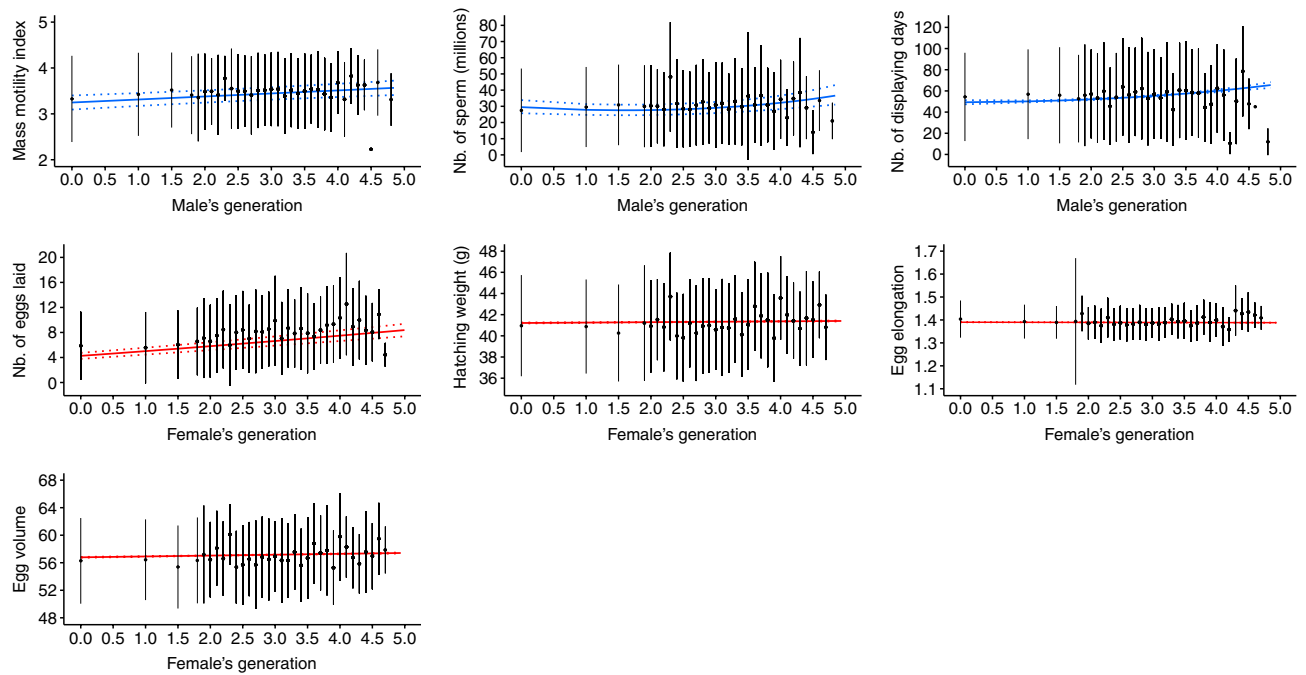 Mass motility index
5
4
3
2
0.0 0.5 1.0 1.5 2.0 2.5 3.0 3.5 4.0 4.5 5.0
Male's generation
Nb. of sperm (millions)
80
70
60
50
40
30
20
10
0
0.0 0.5 1.0 1.5 2.0 2.5 3.0 3.5 4.0 4.5 5.0
Male's generation
Nb. of displaying days
120
100
80
60
40
20
0
0.0 0.5 1.0 1.5 2.0 2.5 3.0 3.5 4.0 4.5 5.0
Male's generation
Nb. of eggs laid
20
16
12
8
4
0
0.0 0.5 1.0 1.5 2.0 2.5 3.0 3.5 4.0 4.5 5.0
Female's generation
Hatching weight (g)
48
46
44
42
40
38
36
0.0 0.5 1.0 1.5 2.0 2.5 3.0 3.5 4.0 4.5 5.0
Female's generation
Egg elongation
1.7
1.6
1.5
1.4
1.3
1.2
1.1
0.0 0.5 1.0 1.5 2.0 2.5 3.0 3.5 4.0 4.5 5.0
Female's generation
Egg volume
68
64
60
56
52
48
0.0 0.5 1.0 1.5 2.0 2.5 3.0 3.5 4.0 4.5 5.0
Female's generation